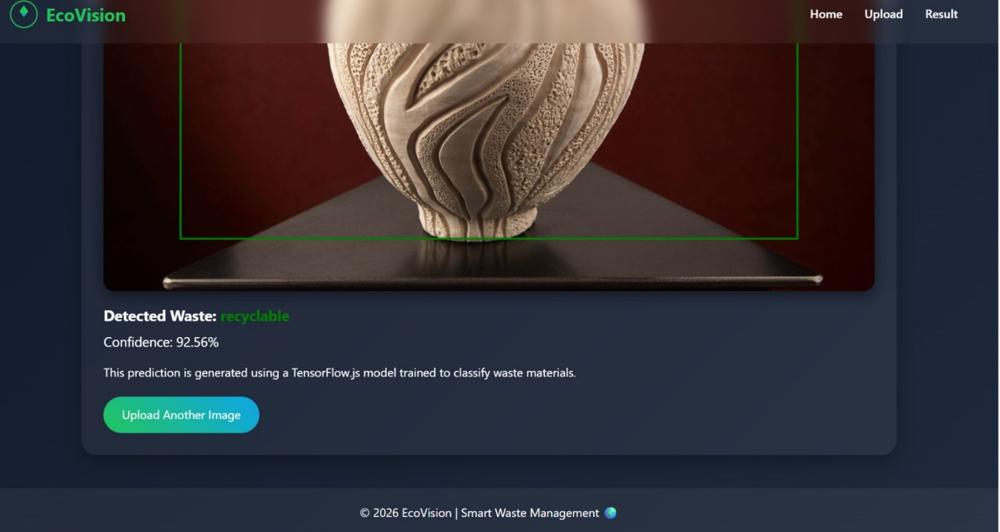 EcoVision
Home Upload Result
Detected Waste: recyclable
Confidence: 92.56%
This prediction is generated using a TensorFlow.js model trained to classify waste materials.
Upload Another Image
© 2026 EcoVision | Smart Waste Management 🌍